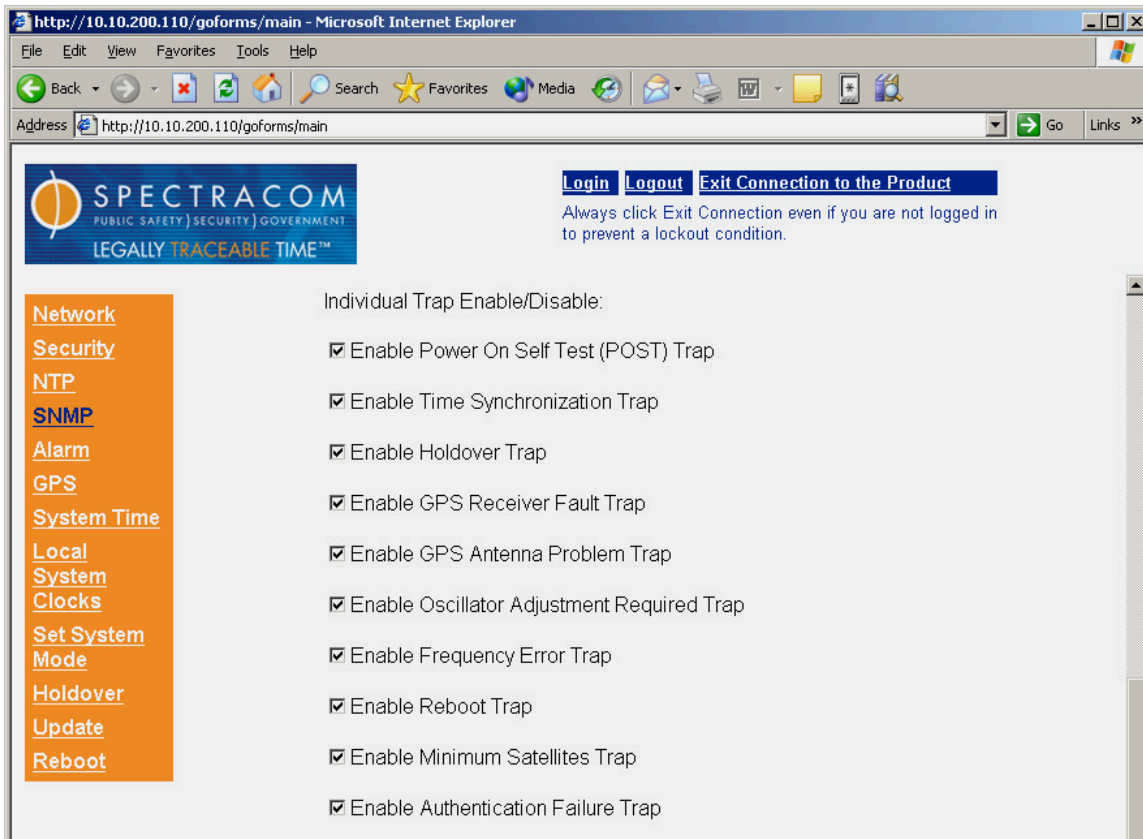 http://10.10.200.110/goforms/main - Microsoft Internet Explorer
File Edit View Favorites Tools Help
Back Search Favorites Media
Address http://10.10.200.110/goforms/main Go Links »
SPECTRACOM
PUBLIC SAFETY ) SECURITY ) GOVERNMENT
LEGALLY TRACEABLE TIME™
Login Logout Exit Connection to the Product
Always click Exit Connection even if you are not logged in
to prevent a lockout condition.
Network
Security
NTP
SNMP
Alarm
GPS
System Time
Local
System
Clocks
Set System
Mode
Holdover
Update
Reboot
Individual Trap Enable/Disable:
Enable Power On Self Test (POST) Trap
Enable Time Synchronization Trap
Enable Holdover Trap
Enable GPS Receiver Fault Trap
Enable GPS Antenna Problem Trap
Enable Oscillator Adjustment Required Trap
Enable Frequency Error Trap
Enable Reboot Trap
Enable Minimum Satellites Trap
Enable Authentication Failure Trap